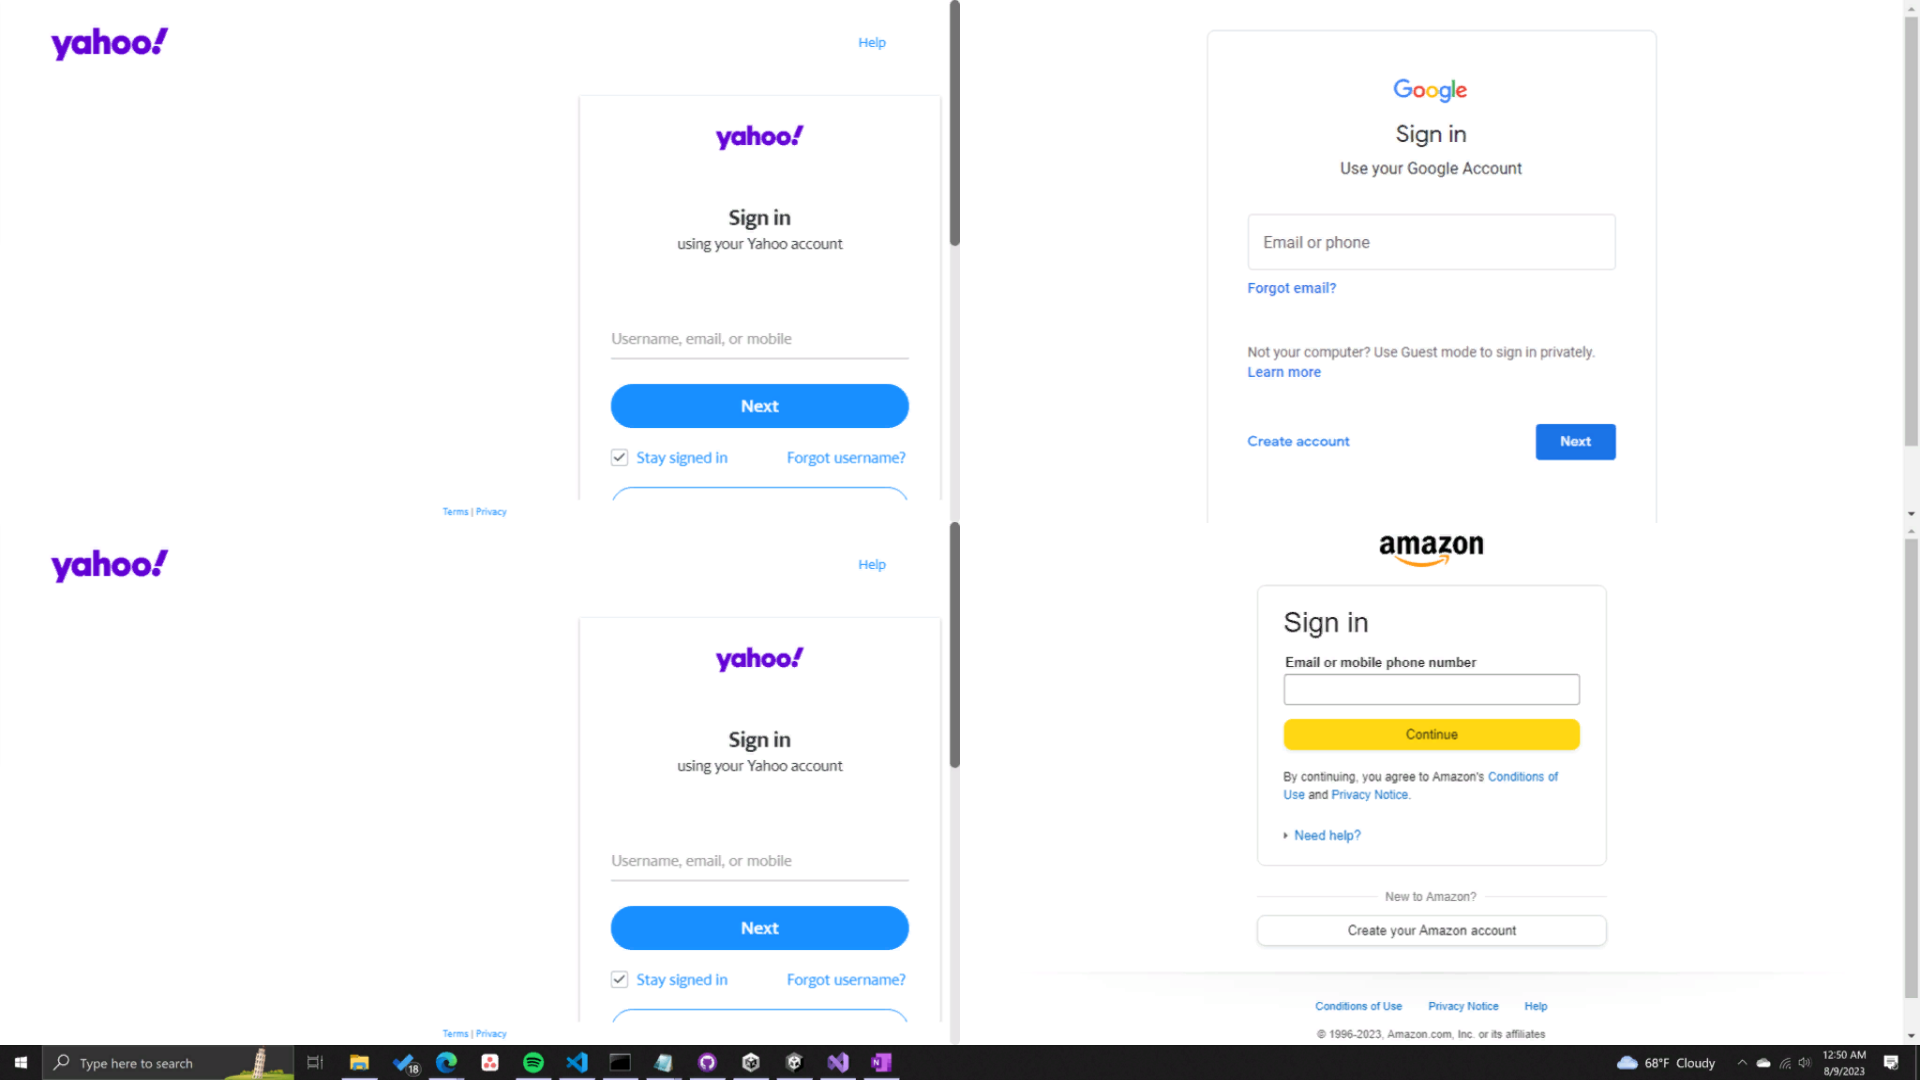 yahoo!
Help
yahoo!
Sign in
using your Yahoo account
Username, email, or mobile
Next
Stay signed in
Forgot username?
Terms | Privacy
Google
Sign in
Use your Google Account
Email or phone
Forgot email?
Not your computer? Use Guest mode to sign in privately.
Learn more
Create account
Next
yahoo!
Help
yahoo!
Sign in
using your Yahoo account
Username, email, or mobile
Next
Stay signed in
Forgot username?
Terms | Privacy
amazon
Sign in
Email or mobile phone number
Continue
By continuing, you agree to Amazon's Conditions of
Use and Privacy Notice.
Need help?
New to Amazon?
Create your Amazon account
Conditions of Use
Privacy Notice
Help
© 1996-2023, Amazon.com, Inc. or its affiliates
Type here to search
18
N
68°F Cloudy
12:50 AM
8/9/2023